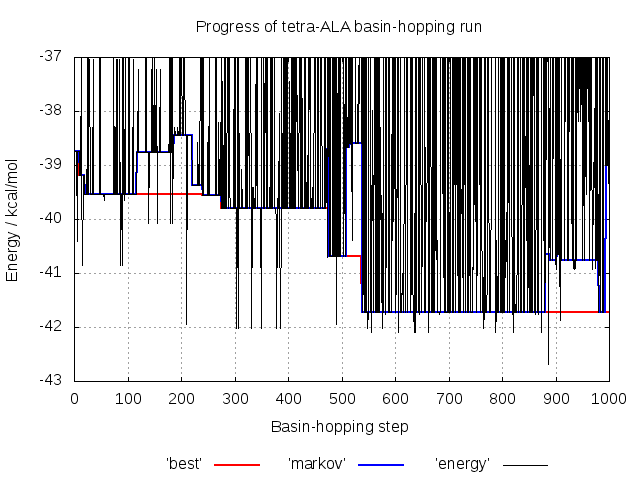 Progress of tetra-ALA basin-hopping run
-37
-38
-39
-40
-41
-42
-43
Energy / kcal/mol
0 100 200 300 400 500 600 700 800 900 1000
Basin-hopping step
'best' 'markov' 'energy'